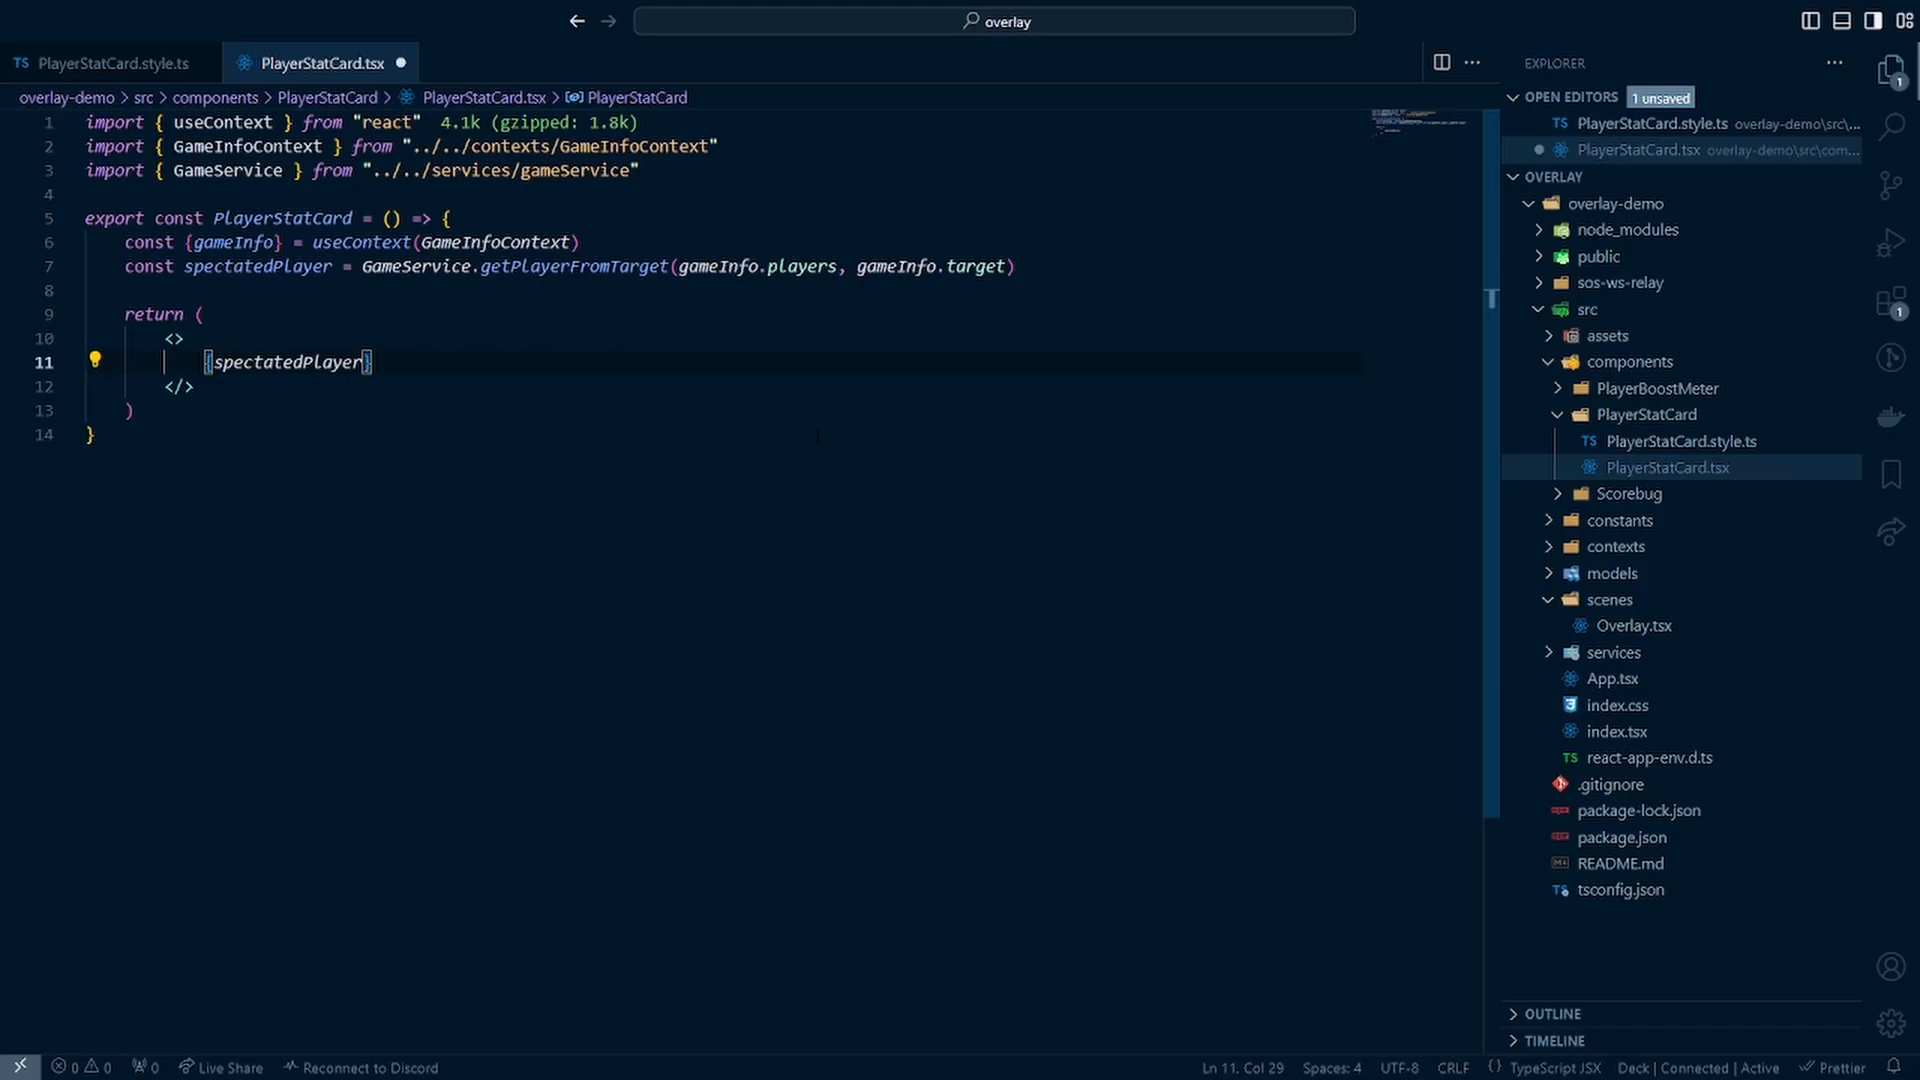 overlay
TS PlayerStatCard.style.ts
PlayerStatCard.tsx
overlay-demo > src > components > PlayerStatCard > PlayerStatCard.tsx > PlayerStatCard
1 import { useContext } from "react" 4.1k (gzipped: 1.8k)
2 import { GameInfoContext } from "../../contexts/GameInfoContext"
3 import { GameService } from "../../services/gameService"
4
5 export const PlayerStatCard = () => {
6 const {gameInfo} = useContext(GameInfoContext)
7 const spectatedPlayer = GameService.getPlayerFromTarget(gameInfo.players, gameInfo.target)
8
9 return (
10 <>
11 {spectatedPlayer}
12 </>
13 )
14 }
EXPLORER
OPEN EDITORS 1 unsaved
TS PlayerStatCard.style.ts overlay-demo\src\...
PlayerStatCard.tsx overlay-demo\src\com...
OVERLAY
overlay-demo
node_modules
public
sos-ws-relay
src
assets
components
PlayerBoostMeter
PlayerStatCard
TS PlayerStatCard.style.ts
PlayerStatCard.tsx
Scorebug
constants
contexts
models
scenes
Overlay.tsx
services
App.tsx
index.css
index.tsx
TS react-app-env.d.ts
.gitignore
package-lock.json
package.json
README.md
tsconfig.json
OUTLINE
TIMELINE
1
1
0 0 0 Live Share Reconnect to Discord
Ln 11, Col 29 Spaces: 4 UTF-8 CRLF {} TypeScript JSX Deck | Connected | Active Prettier